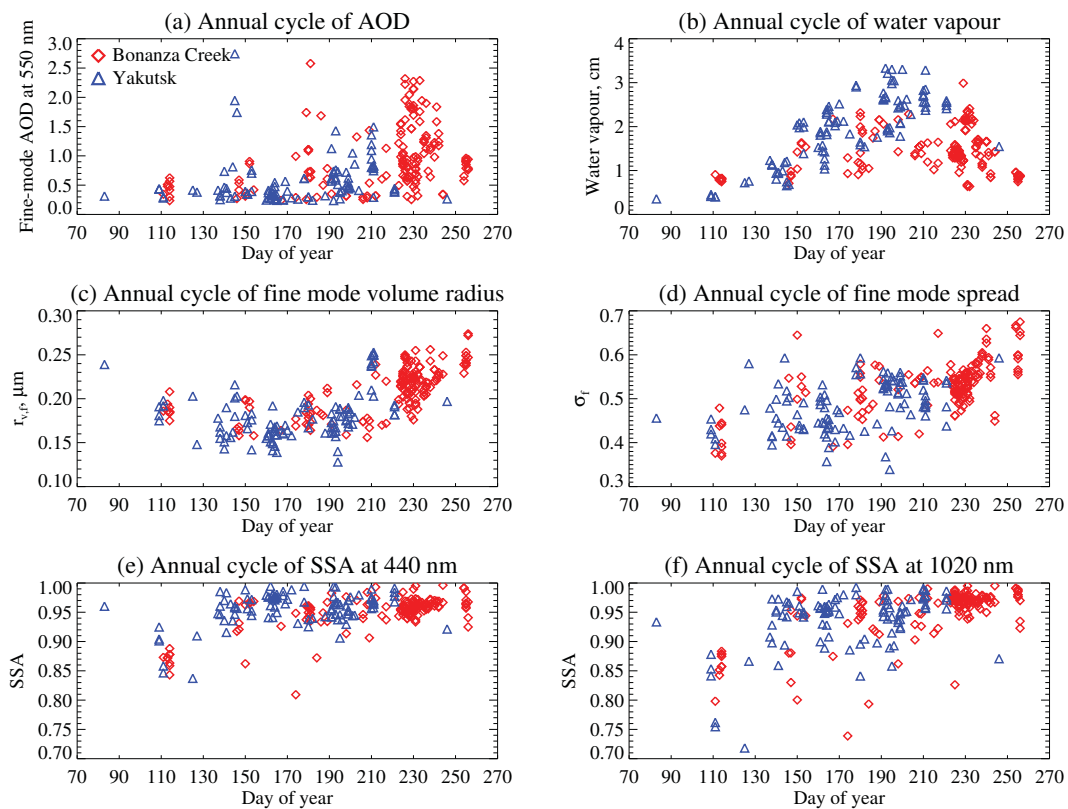 (a) Annual cycle of AOD
Fine-mode AOD at 550 nm
3.0
2.5
2.0
1.5
1.0
0.5
0.0
Bonanza Creek
Yakutsk
70 90 110 130 150 170 190 210 230 250 270
Day of year
(b) Annual cycle of water vapour
Water vapour, cm
4
3
2
1
0
70 90 110 130 150 170 190 210 230 250 270
Day of year
(c) Annual cycle of fine mode volume radius
r_{v,f}, μm
0.30
0.25
0.20
0.15
0.10
70 90 110 130 150 170 190 210 230 250 270
Day of year
(d) Annual cycle of fine mode spread
σ_f
0.7
0.6
0.5
0.4
0.3
70 90 110 130 150 170 190 210 230 250 270
Day of year
(e) Annual cycle of SSA at 440 nm
SSA
1.00
0.95
0.90
0.85
0.80
0.75
0.70
70 90 110 130 150 170 190 210 230 250 270
Day of year
(f) Annual cycle of SSA at 1020 nm
SSA
1.00
0.95
0.90
0.85
0.80
0.75
0.70
70 90 110 130 150 170 190 210 230 250 270
Day of year